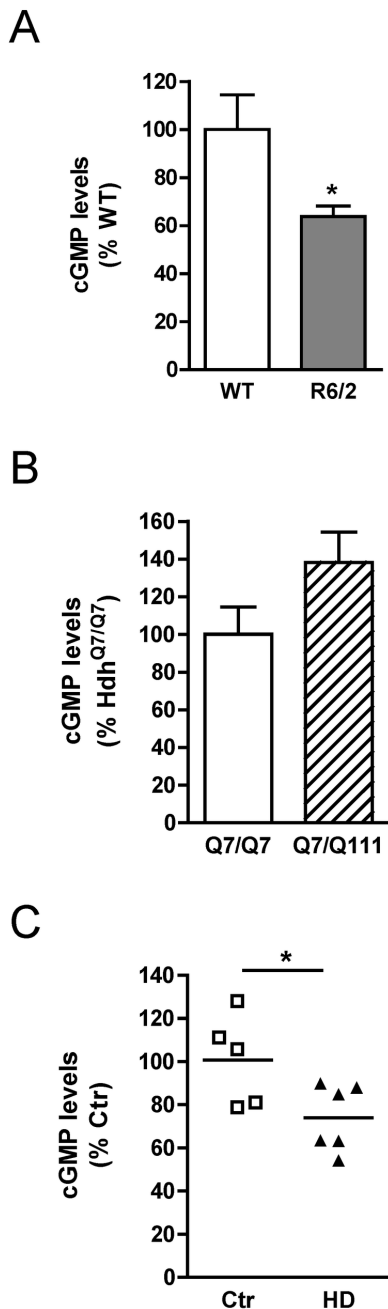 A
cGMP levels
(% WT)
120
100
80
60
40
20
0
*
WT R6/2
B
cGMP levels
(% Hdh^Q7/Q7)
160
140
120
100
80
60
40
20
0
Q7/Q7 Q7/Q111
C
cGMP levels
(% Ctr)
140
120
100
80
60
40
20
0
*
Ctr HD